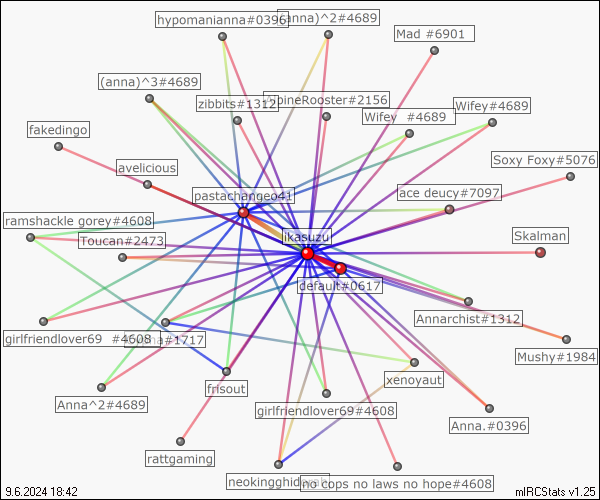 hypomanianna#0396
(anna)^2#4689
Mad #6901
(anna)^3#4689
zibbits#1312
pineRooster#2156
Wifey #4689
Wifey#4689
fakedingo
avelicious
Soxy Foxy#5076
pastachangeo41
ace deucy#7097
ramshackle gorey#4608
Toucan#2473
ikasuzu
Skalman
default#0617
Annarchist#1312
girlfriendlover69 #4608
#1717
Mushy#1984
frisout
xenoyaut
Anna^2#4689
girlfriendlover69#4608
Anna.#0396
rattgaming
neokingghid
no cops no laws no hope#4608
9.6.2024 18:42
mIRCStats v1.25